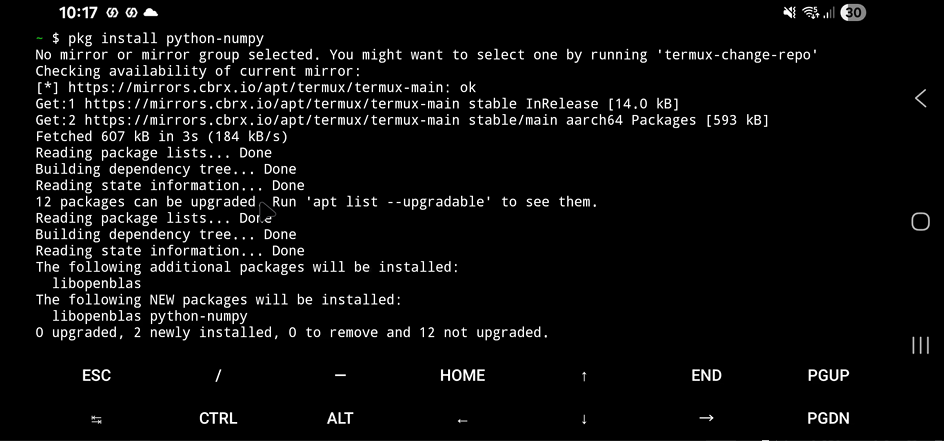 10:17
30
~ $ pkg install python-numpy
No mirror or mirror group selected. You might want to select one by running 'termux-change-repo'
Checking availability of current mirror:
[*] https://mirrors.cbrx.io/apt/termux/termux-main: ok
Get:1 https://mirrors.cbrx.io/apt/termux/termux-main stable InRelease [14.0 kB]
Get:2 https://mirrors.cbrx.io/apt/termux/termux-main stable/main aarch64 Packages [593 kB]
Fetched 607 kB in 3s (184 kB/s)
Reading package lists... Done
Building dependency tree... Done
Reading state information... Done
12 packages can be upgraded. Run 'apt list --upgradable' to see them.
Reading package lists... Done
Building dependency tree... Done
Reading state information... Done
The following additional packages will be installed:
  libopenblas
The following NEW packages will be installed:
  libopenblas python-numpy
0 upgraded, 2 newly installed, 0 to remove and 12 not upgraded.
ESC / — HOME ↑ END PGUP
↹ CTRL ALT ← ↓ → PGDN